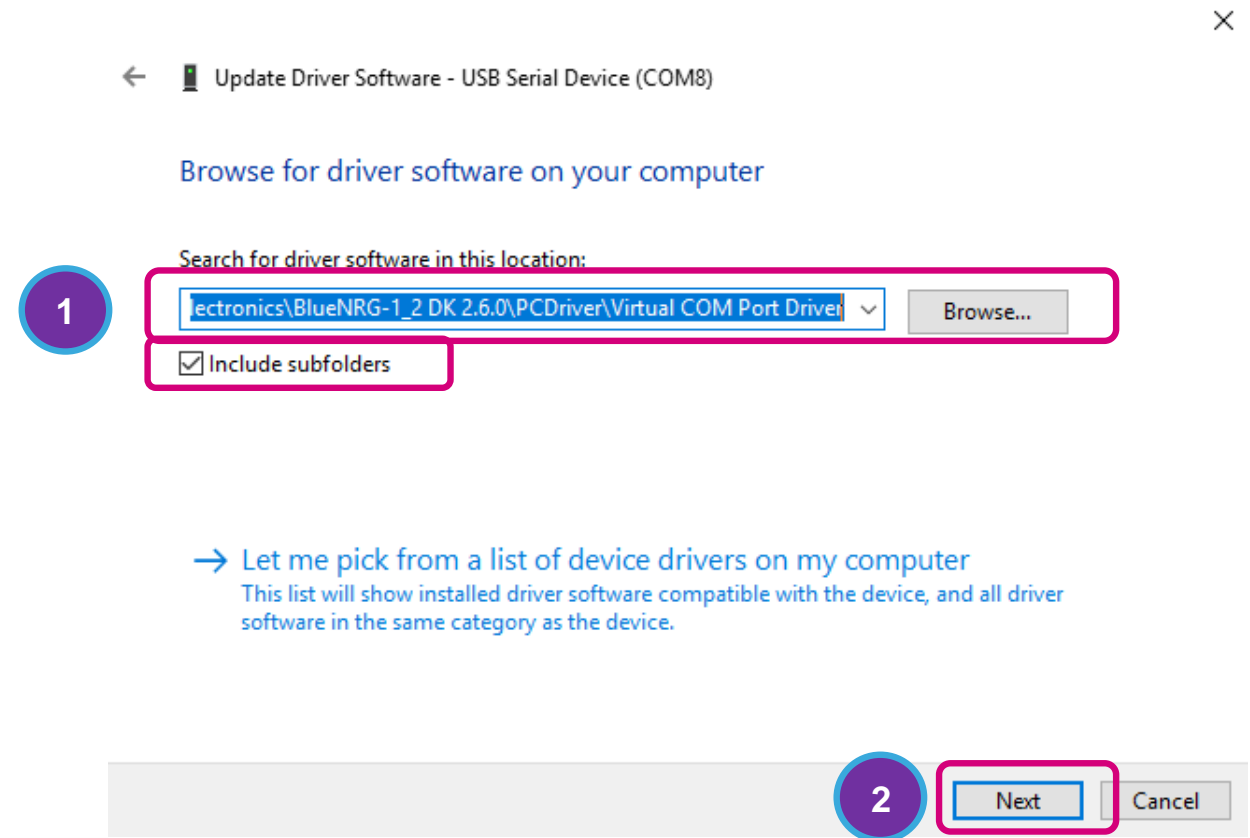 Update Driver Software - USB Serial Device (COM8)
Browse for driver software on your computer
Search for driver software in this location:
1
lectronics\BlueNRG-1_2 DK 2.6.0\PCDriver\Virtual COM Port Driver
Browse...
Include subfolders
Let me pick from a list of device drivers on my computer
This list will show installed driver software compatible with the device, and all driver
software in the same category as the device.
2
Next
Cancel